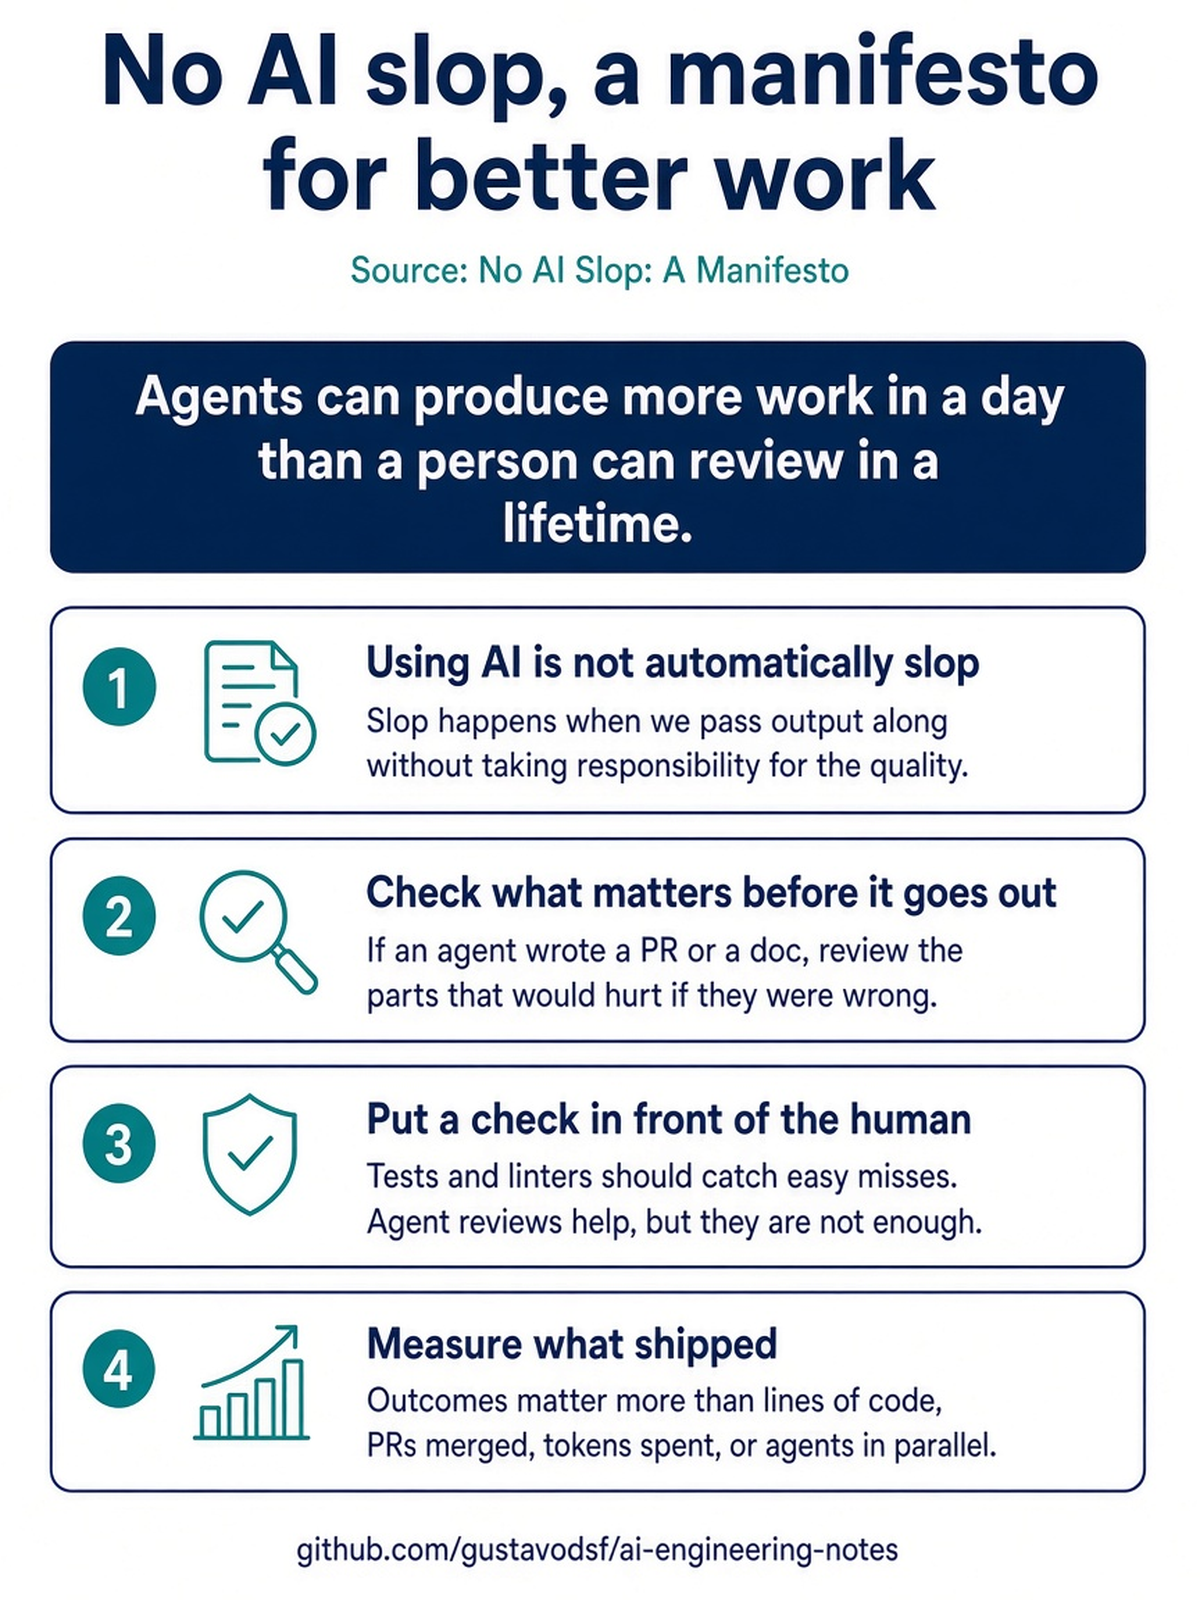 No AI slop, a manifesto
for better work
Source: No AI Slop: A Manifesto
Agents can produce more work in a day
than a person can review in a
lifetime.
1
Using AI is not automatically slop
Slop happens when we pass output along
without taking responsibility for the quality.
2
Check what matters before it goes out
If an agent wrote a PR or a doc, review the
parts that would hurt if they were wrong.
3
Put a check in front of the human
Tests and linters should catch easy misses.
Agent reviews help, but they are not enough.
4
Measure what shipped
Outcomes matter more than lines of code,
PRs merged, tokens spent, or agents in parallel.
github.com/gustavodsf/ai-engineering-notes